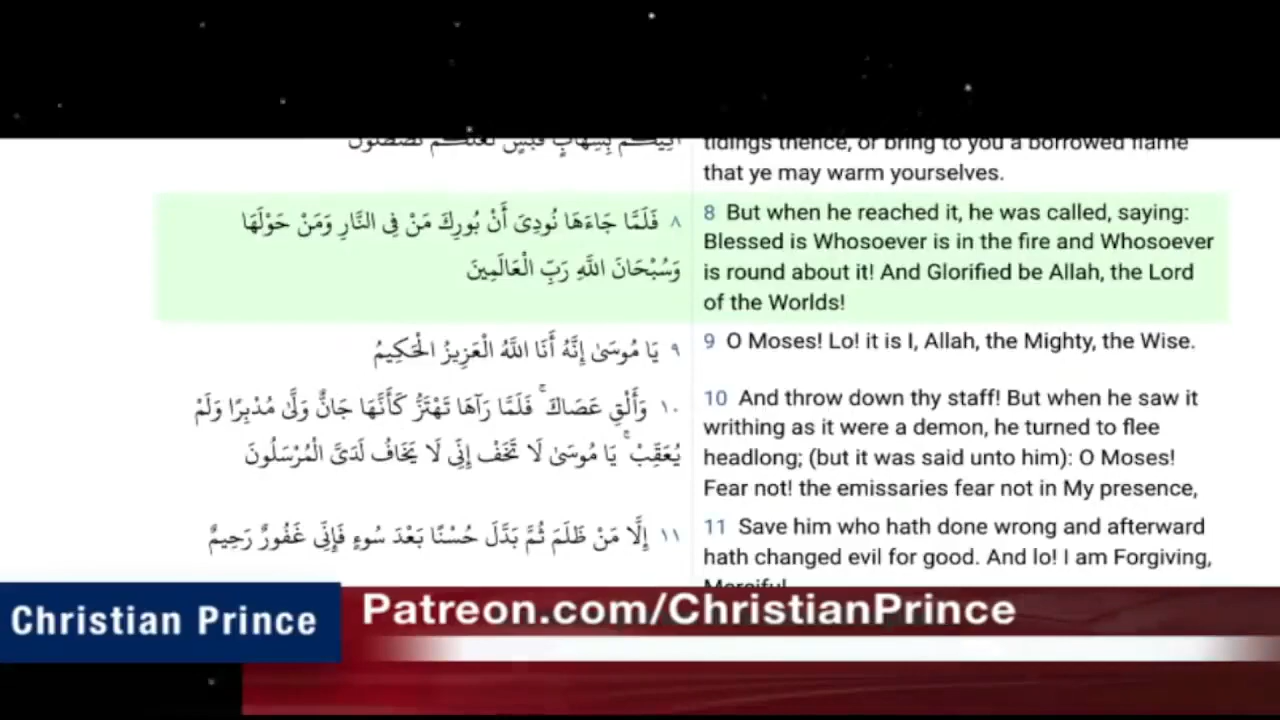 tidings thence, or bring to you a borrowed flame
that ye may warm yourselves.
٨ فَلَمَّا جَاءَهَا نُودِيَ أَنْ بُورِكَ مَنْ فِي النَّارِ وَمَنْ حَوْلَهَا
وَسُبْحَانَ اللَّهِ رَبِّ الْعَالَمِينَ
8 But when he reached it, he was called, saying:
Blessed is Whosoever is in the fire and Whosoever
is round about it! And Glorified be Allah, the Lord
of the Worlds!
٩ يَا مُوسَىٰ إِنَّهُ أَنَا اللَّهُ الْعَزِيزُ الْحَكِيمُ
9 O Moses! Lo! it is I, Allah, the Mighty, the Wise.
١٠ وَأَلْقِ عَصَاكَ ۚ فَلَمَّا رَآهَا تَهْتَزُّ كَأَنَّهَا جَانٌّ وَلَّىٰ مُدْبِرًا وَلَمْ
يُعَقِّبْ ۚ يَا مُوسَىٰ لَا تَخَفْ إِنِّي لَا يَخَافُ لَدَيَّ الْمُرْسَلُونَ
10 And throw down thy staff! But when he saw it
writhing as it were a demon, he turned to flee
headlong; (but it was said unto him): O Moses!
Fear not! the emissaries fear not in My presence,
١١ إِلَّا مَنْ ظَلَمَ ثُمَّ بَدَّلَ حُسْنًا بَعْدَ سُوءٍ فَإِنِّي غَفُورٌ رَحِيمٌ
11 Save him who hath done wrong and afterward
hath changed evil for good. And lo! I am Forgiving,
Merciful
Christian Prince
Patreon.com/ChristianPrince